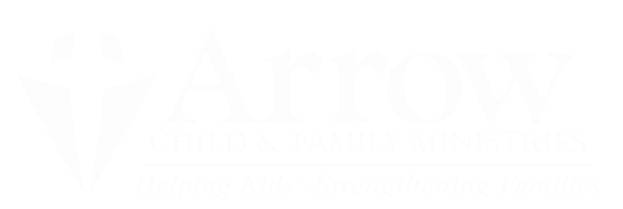 Arrow
CHILD & FAMILY MINISTRIES
Helping Kids~Strengthening Families